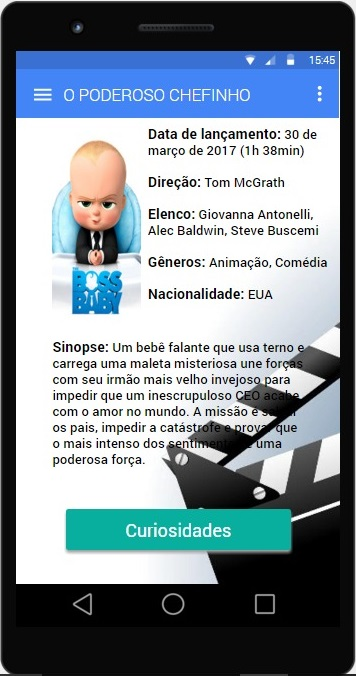 15:45
O PODEROSO CHEFINHO
Data de lançamento: 30 de
março de 2017 (1h 38min)
Direção: Tom McGrath
Elenco: Giovanna Antonelli,
Alec Baldwin, Steve Buscemi
Gêneros: Animação, Comédia
Nacionalidade: EUA
BOSS
BABY
Sinopse: Um bebê falante que usa terno e
carrega uma maleta misteriosa une forças
com seu irmão mais velho invejoso para
impedir que um inescrupuloso CEO acabe
com o amor no mundo. A missão é salvar
os pais, impedir a catástrofe e provar que
o mais intenso dos sentimentos é uma
poderosa força.
Curiosidades